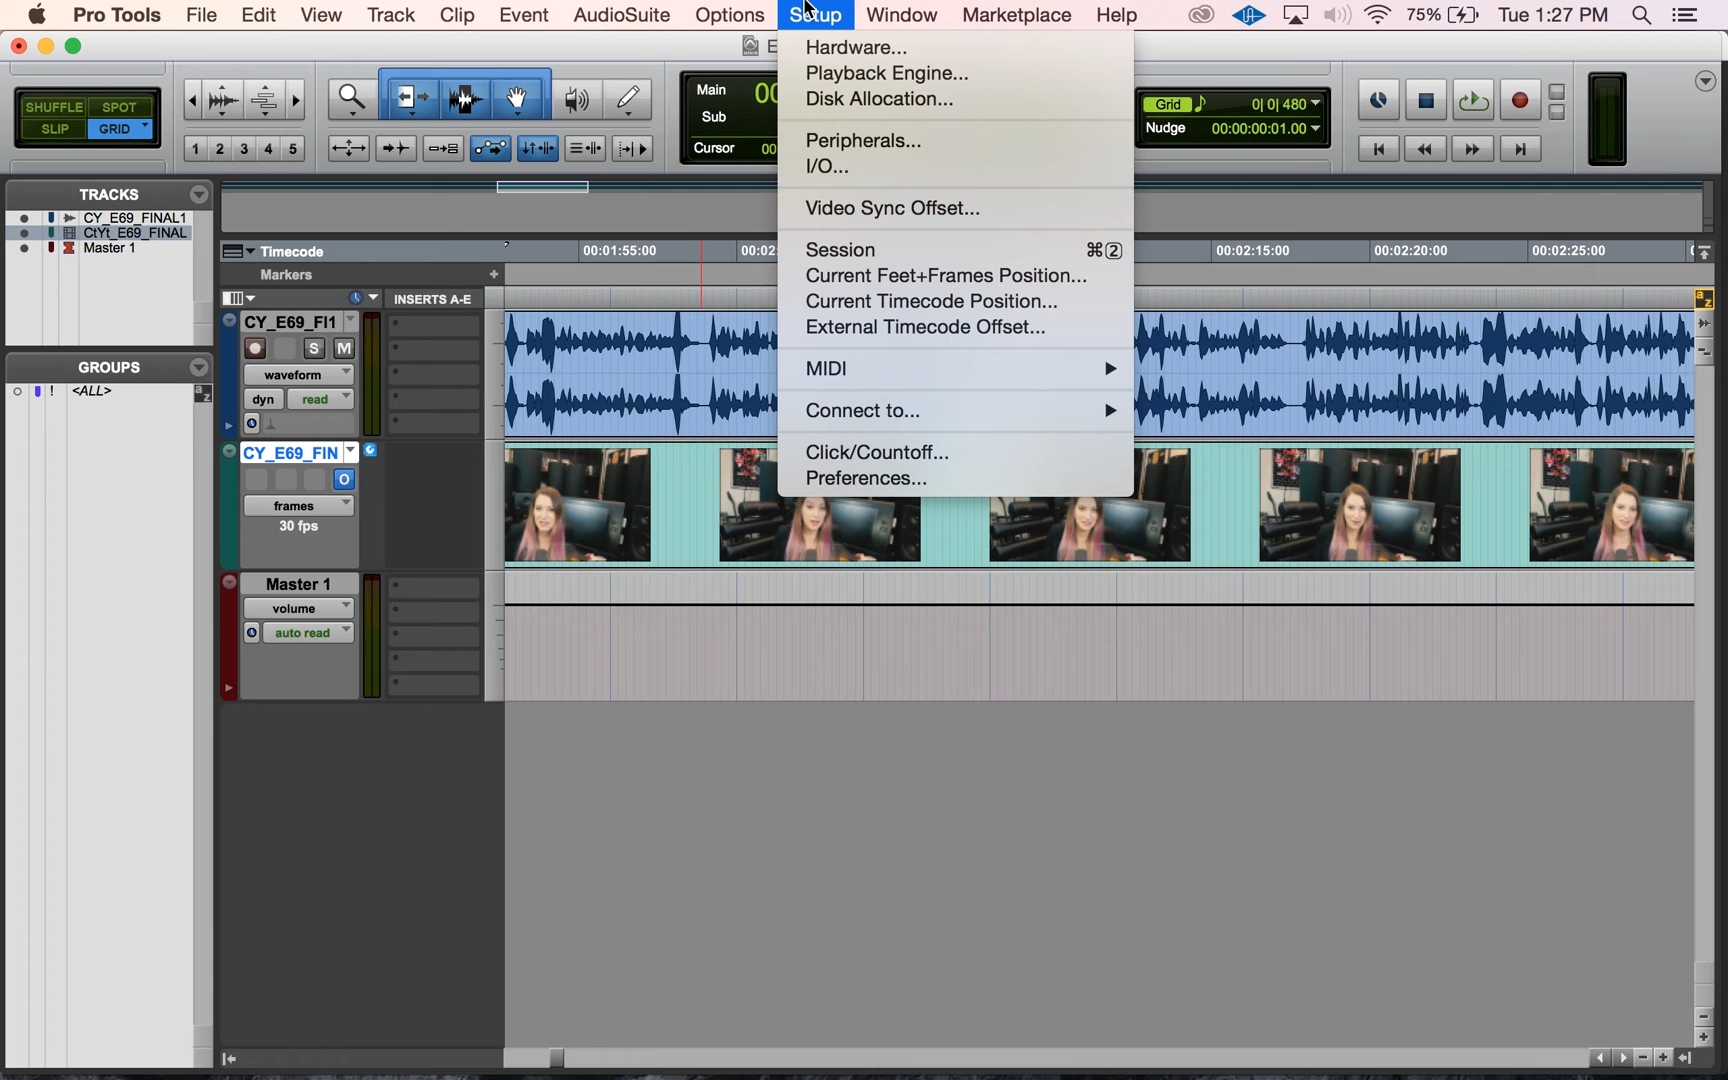 Pro Tools File Edit View Track Clip Event AudioSuite Options Setup Window Marketplace Help 75% Tue 1:27 PM
E
Hardware...
Playback Engine...
Disk Allocation...
Peripherals...
I/O...
Video Sync Offset...
Session ⌘2
Current Feet+Frames Position...
Current Timecode Position...
External Timecode Offset...
MIDI
Connect to...
Click/Countoff...
Preferences...
SHUFFLE SPOT
SLIP GRID
1 2 3 4 5
Main 00
Sub
Cursor 00
Grid 0| 0| 480
Nudge 00:00:00:01.00
TRACKS
CY_E69_FINAL1
CtYt_E69_FINAL
Master 1
GROUPS
! <ALL> a z
Timecode 00:01:55:00 00:02: 00:02:15:00 00:02:20:00 00:02:25:00
Markers
INSERTS A-E
a z
CY_E69_FI1
S M
waveform
dyn read
CY_E69_FIN
O
frames
30 fps
Master 1
volume
auto read